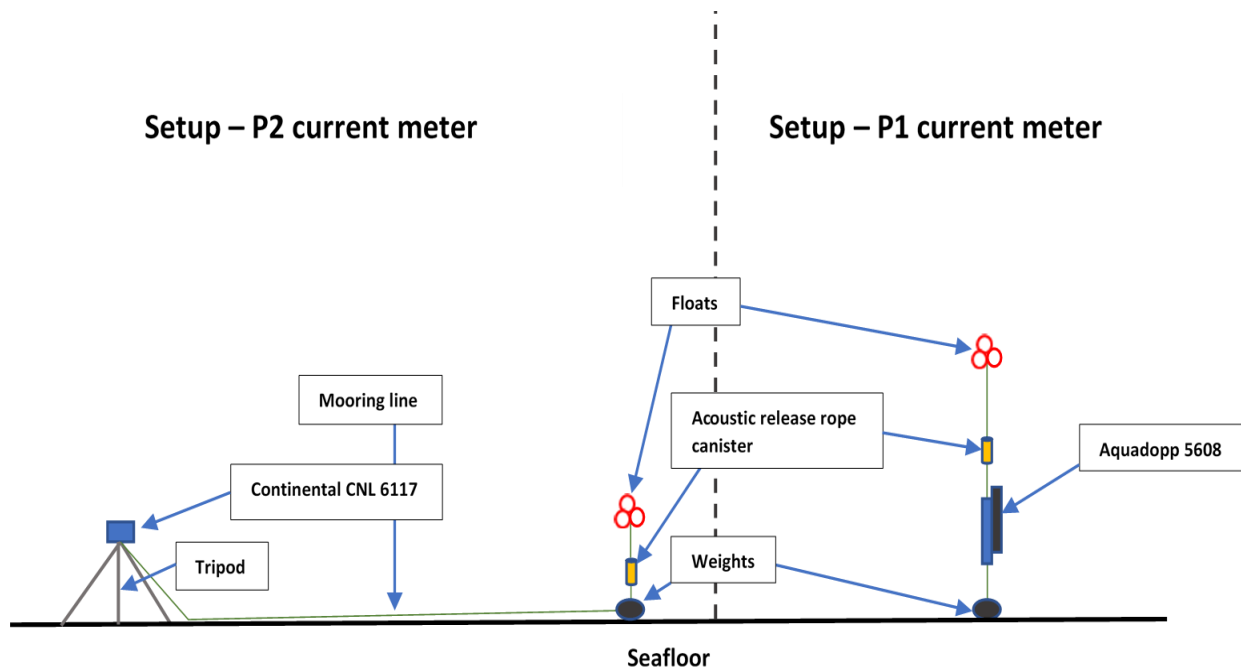 Setup – P2 current meter
Setup – P1 current meter
Floats
Mooring line
Acoustic release rope
canister
Aquadopp 5608
Continental CNL 6117
Tripod
Weights
Seafloor